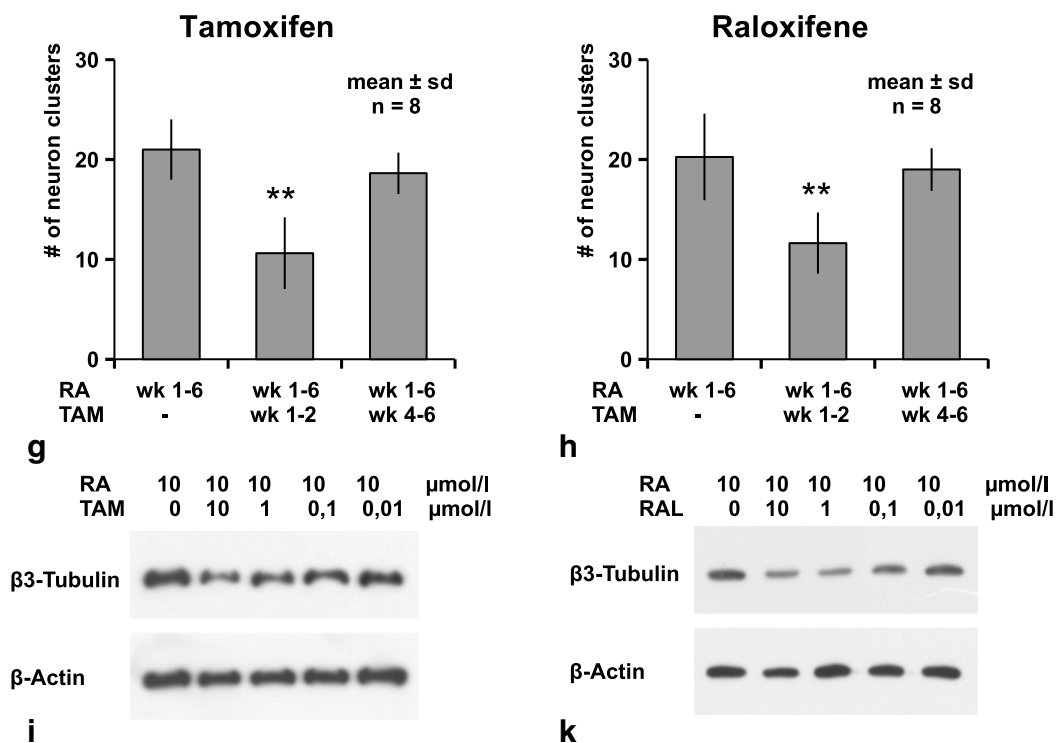 Tamoxifen
# of neuron clusters
30
20
10
0
mean ± sd
n = 8
**
RA wk 1-6 wk 1-6 wk 1-6
TAM - wk 1-2 wk 4-6
g
Raloxifene
# of neuron clusters
30
20
10
0
mean ± sd
n = 8
**
RA wk 1-6 wk 1-6 wk 1-6
TAM - wk 1-2 wk 4-6
h
RA 10 10 10 10 10 µmol/l
TAM 0 10 1 0,1 0,01 µmol/l
β3-Tubulin
β-Actin
i
RA 10 10 10 10 10 µmol/l
RAL 0 10 1 0,1 0,01 µmol/l
β3-Tubulin
β-Actin
k